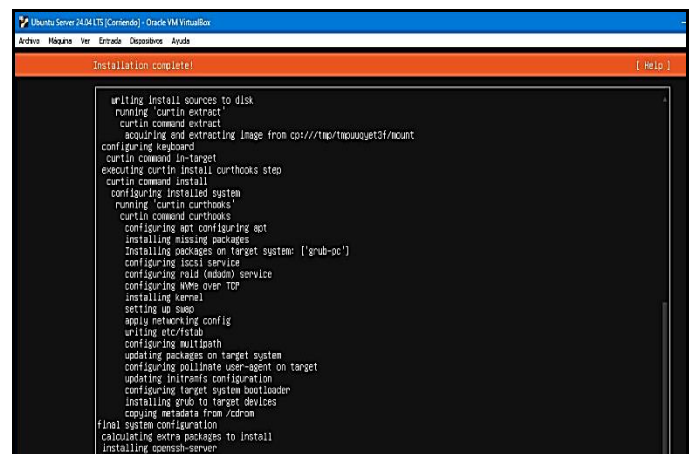 Ubuntu Server 24.04 LTS [Corriendo] - Oracle VM VirtualBox
Archivo Máquina Ver Entrada Dispositivos Ayuda
Installation complete! [ Help ]
writing install sources to disk
running 'curtin extract'
curtin command extract
acquiring and extracting image from cp:///tmp/tmpuuqyet3f/mount
configuring keyboard
curtin command in-target
executing curtin install curthooks step
curtin command install
configuring installed system
running 'curtin curthooks'
curtin command curthooks
configuring apt configuring apt
installing missing packages
Installing packages on target system: ['grub-pc']
configuring iscsi service
configuring raid (mdadm) service
configuring NVMe over TCP
installing kernel
setting up swap
apply networking config
writing etc/fstab
configuring multipath
updating packages on target system
configuring pollinate user-agent on target
updating initramfs configuration
configuring target system bootloader
installing grub to target devices
copying metadata from /cdrom
final system configuration
calculating extra packages to install
installing openssh-server